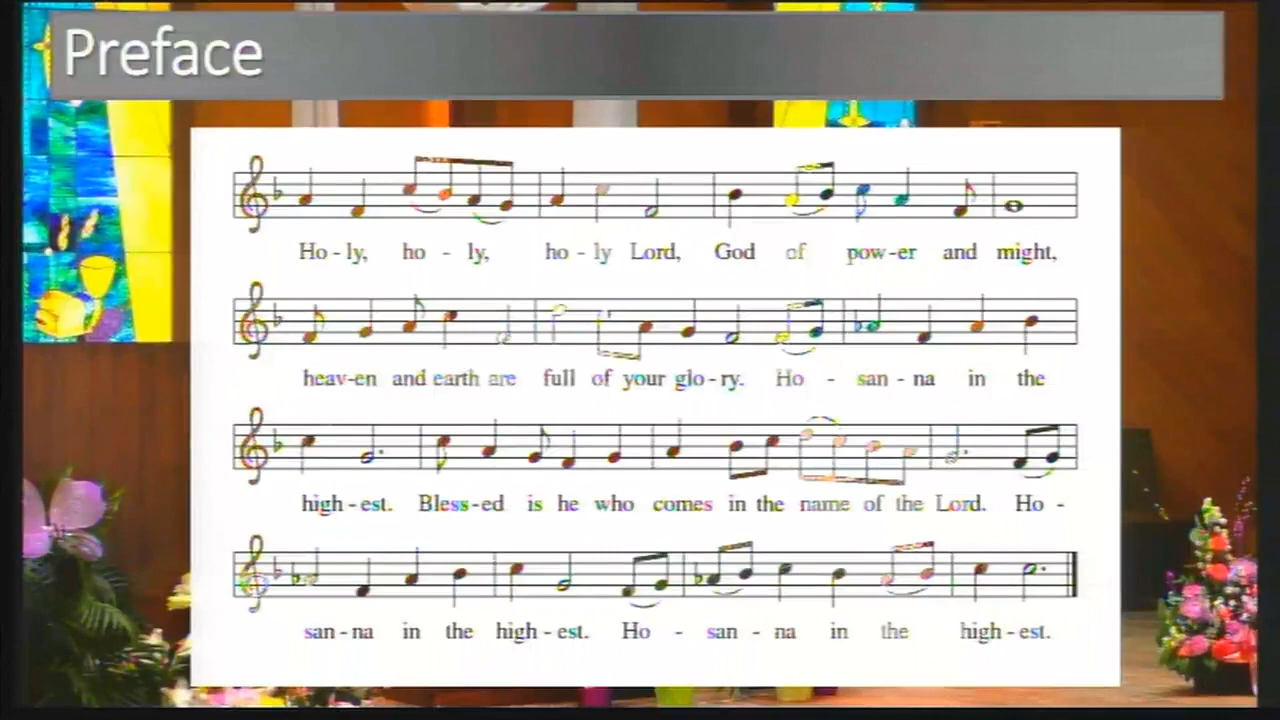 Preface
Ho - ly, ho - ly, ho - ly Lord, God of pow-er and might,
heav-en and earth are full of your glo-ry. Ho - san - na in the
high - est. Bless-ed is he who comes in the name of the Lord. Ho -
san - na in the high - est. Ho - san - na in the high - est.